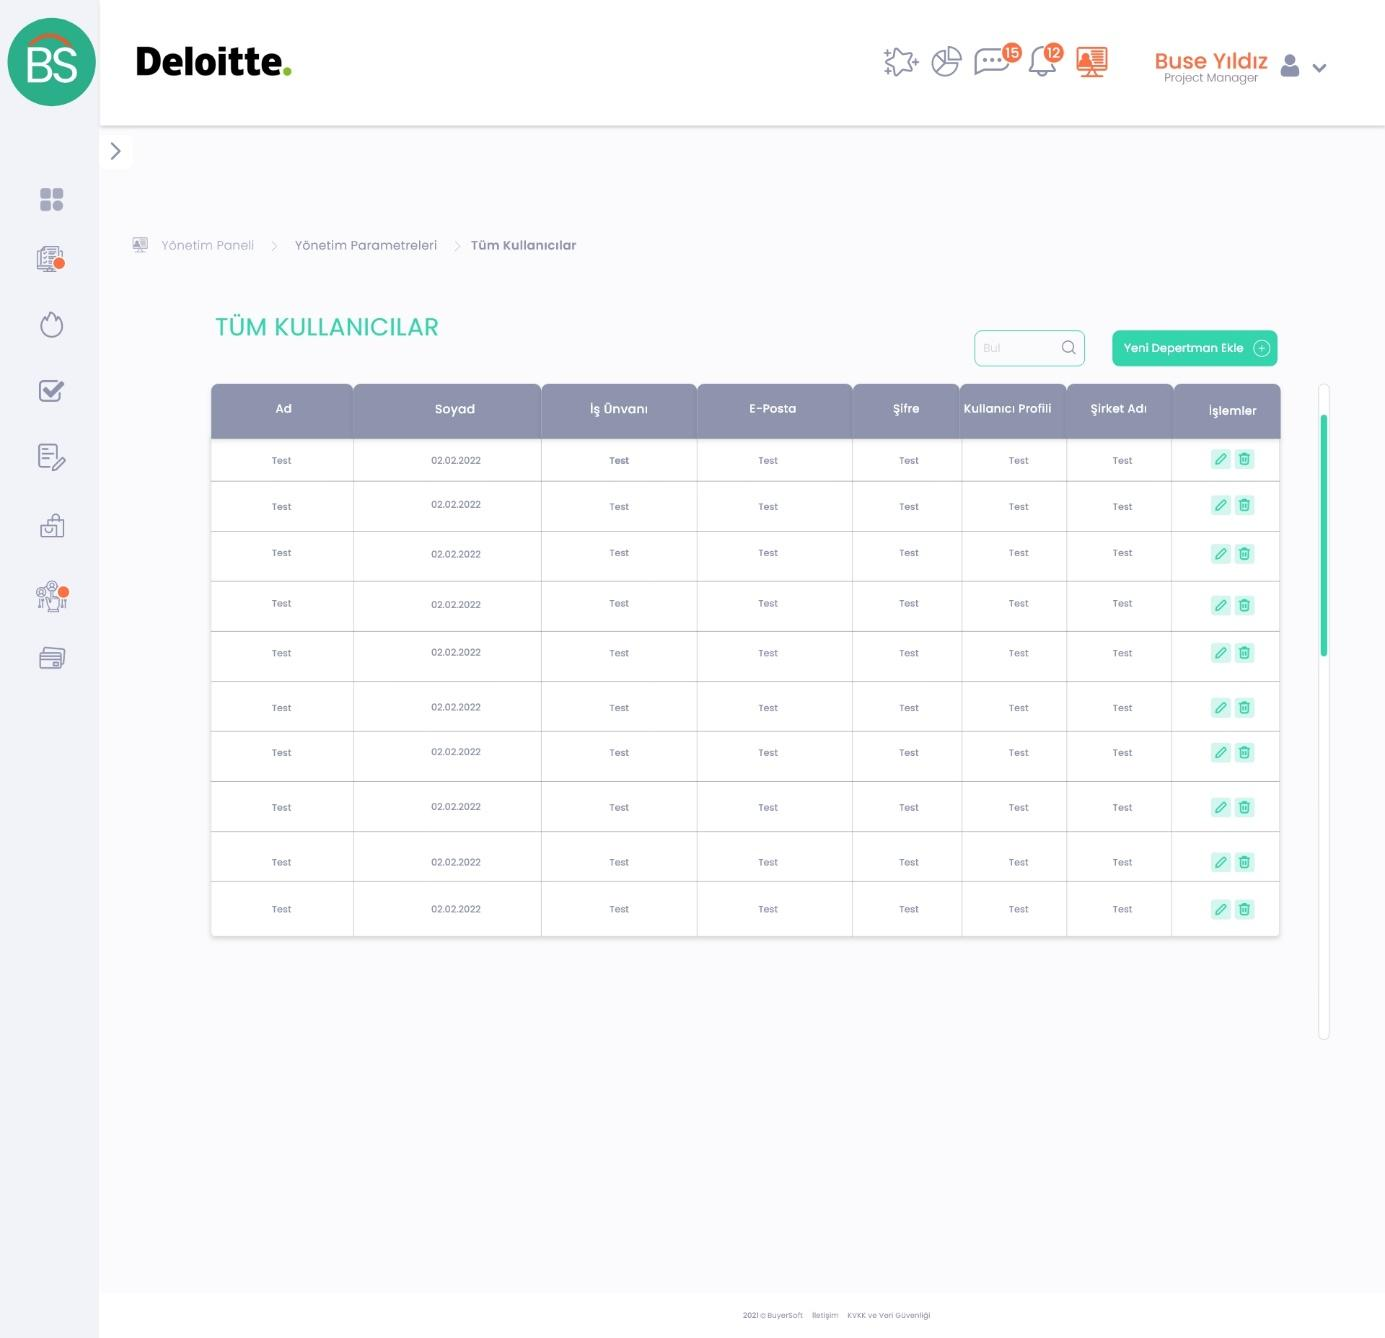 BS
Deloitte.
15
12
Buse Yıldız
Project Manager
Yönetim Paneli
Yönetim Parametreleri
Tüm Kullanıcılar
TÜM KULLANICILAR
Bul
Yeni Depertman Ekle
Ad Soyad İş Ünvanı E-Posta Şifre Kullanıcı Profili Şirket Adı İşlemler
Test 02.02.2022 Test Test Test Test Test
Test 02.02.2022 Test Test Test Test Test
Test 02.02.2022 Test Test Test Test Test
Test 02.02.2022 Test Test Test Test Test
Test 02.02.2022 Test Test Test Test Test
Test 02.02.2022 Test Test Test Test Test
Test 02.02.2022 Test Test Test Test Test
Test 02.02.2022 Test Test Test Test Test
Test 02.02.2022 Test Test Test Test Test
Test 02.02.2022 Test Test Test Test Test
2021 © BuyerSoft İletişim KVKK ve Veri Güvenliği